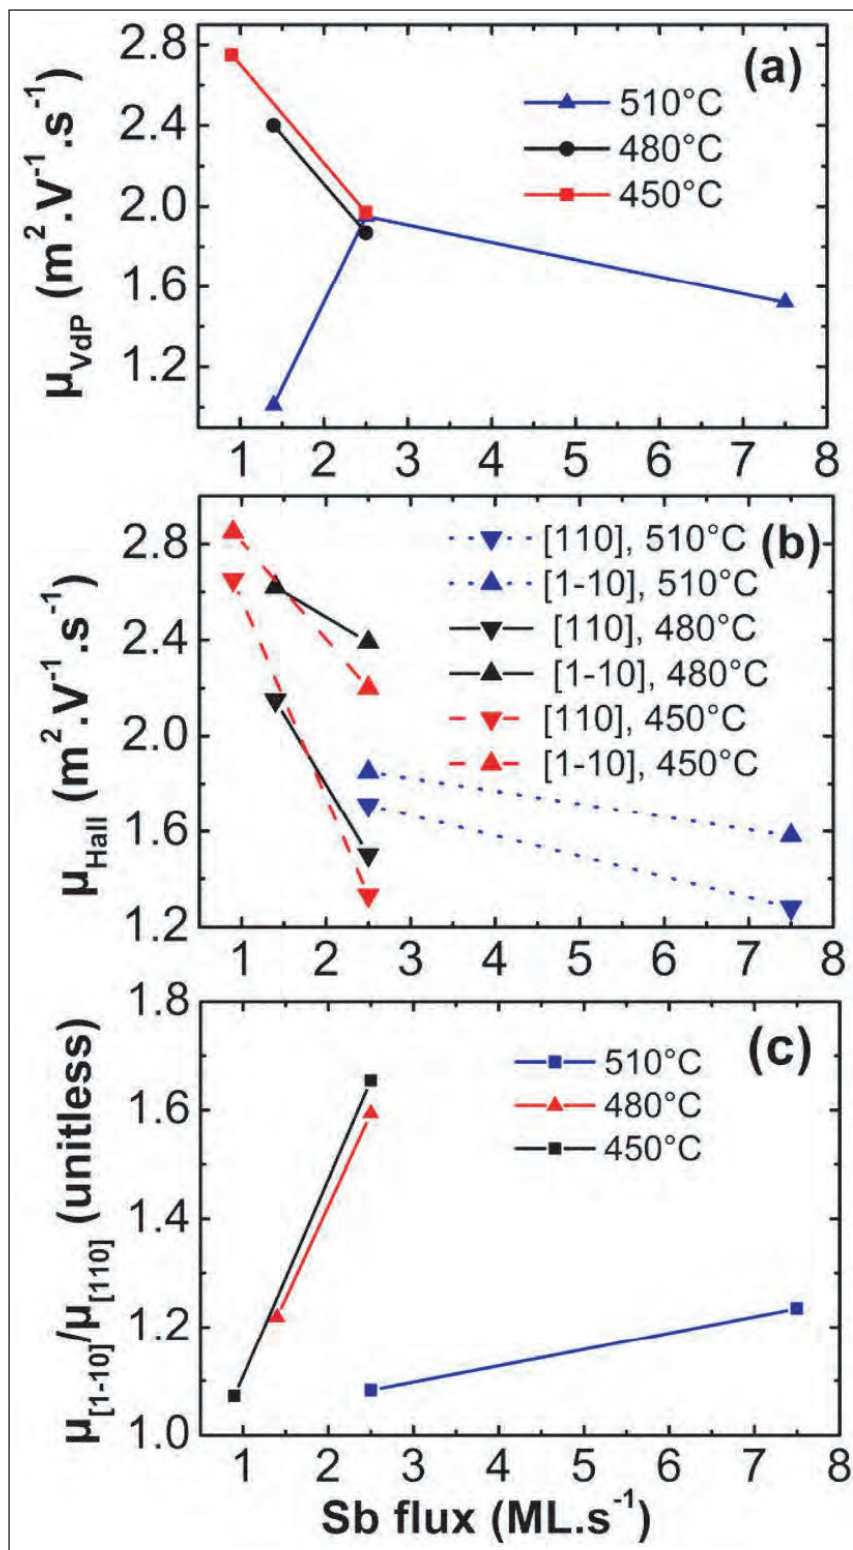 (a)
2.8
2.4
2.0
1.6
1.2
μVdP (m².V⁻¹.s⁻¹)
510°C
480°C
450°C
1 2 3 4 5 6 7 8
(b)
2.8
2.4
2.0
1.6
1.2
μHall (m².V⁻¹.s⁻¹)
[110], 510°C
[1-10], 510°C
[110], 480°C
[1-10], 480°C
[110], 450°C
[1-10], 450°C
1 2 3 4 5 6 7 8
(c)
1.8
1.6
1.4
1.2
1.0
μ[1-10]/μ[110] (unitless)
510°C
480°C
450°C
1 2 3 4 5 6 7 8
Sb flux (ML.s⁻¹)